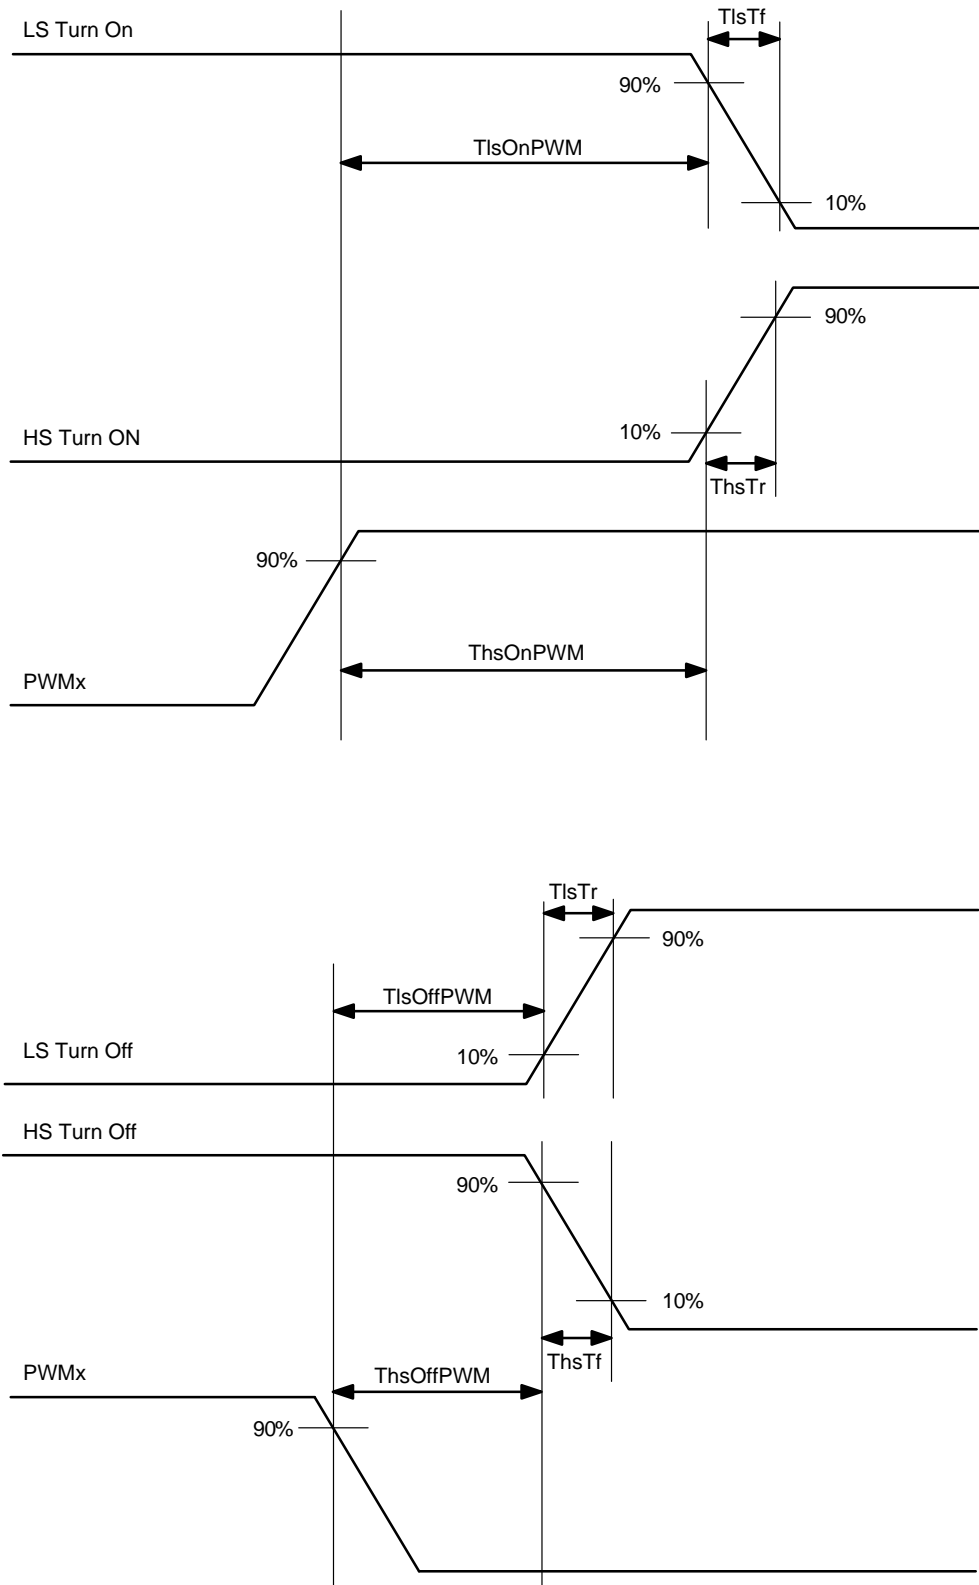 TlsTf
LS Turn On
90%
TlsOnPWM
10%
90%
10%
HS Turn ON
ThsTr
90%
ThsOnPWM
PWMx
TlsTr
90%
TlsOffPWM
LS Turn Off
10%
HS Turn Off
90%
10%
ThsTf
PWMx
ThsOffPWM
90%